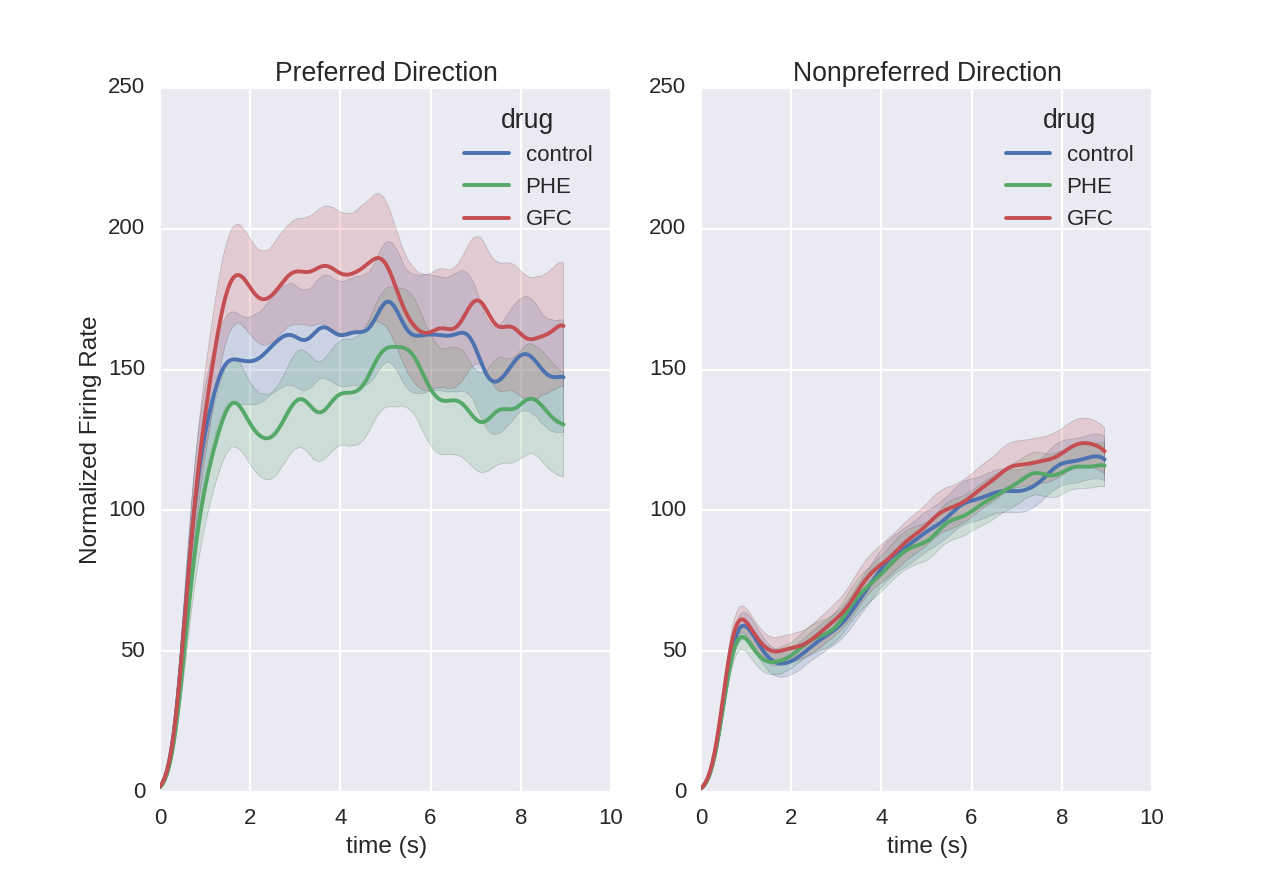 Preferred Direction
250
200
150
100
50
0
0 2 4 6 8 10
time (s)
Normalized Firing Rate
drug
control
PHE
GFC
Nonpreferred Direction
250
200
150
100
50
0
0 2 4 6 8 10
time (s)
drug
control
PHE
GFC